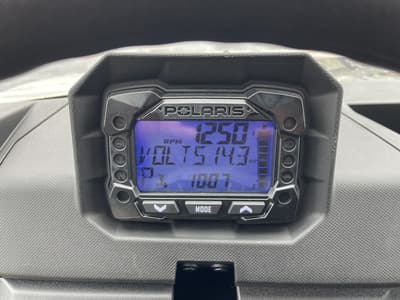 POLARIS
RPM 1250
VOLTS 14.3
P 1007
MODE